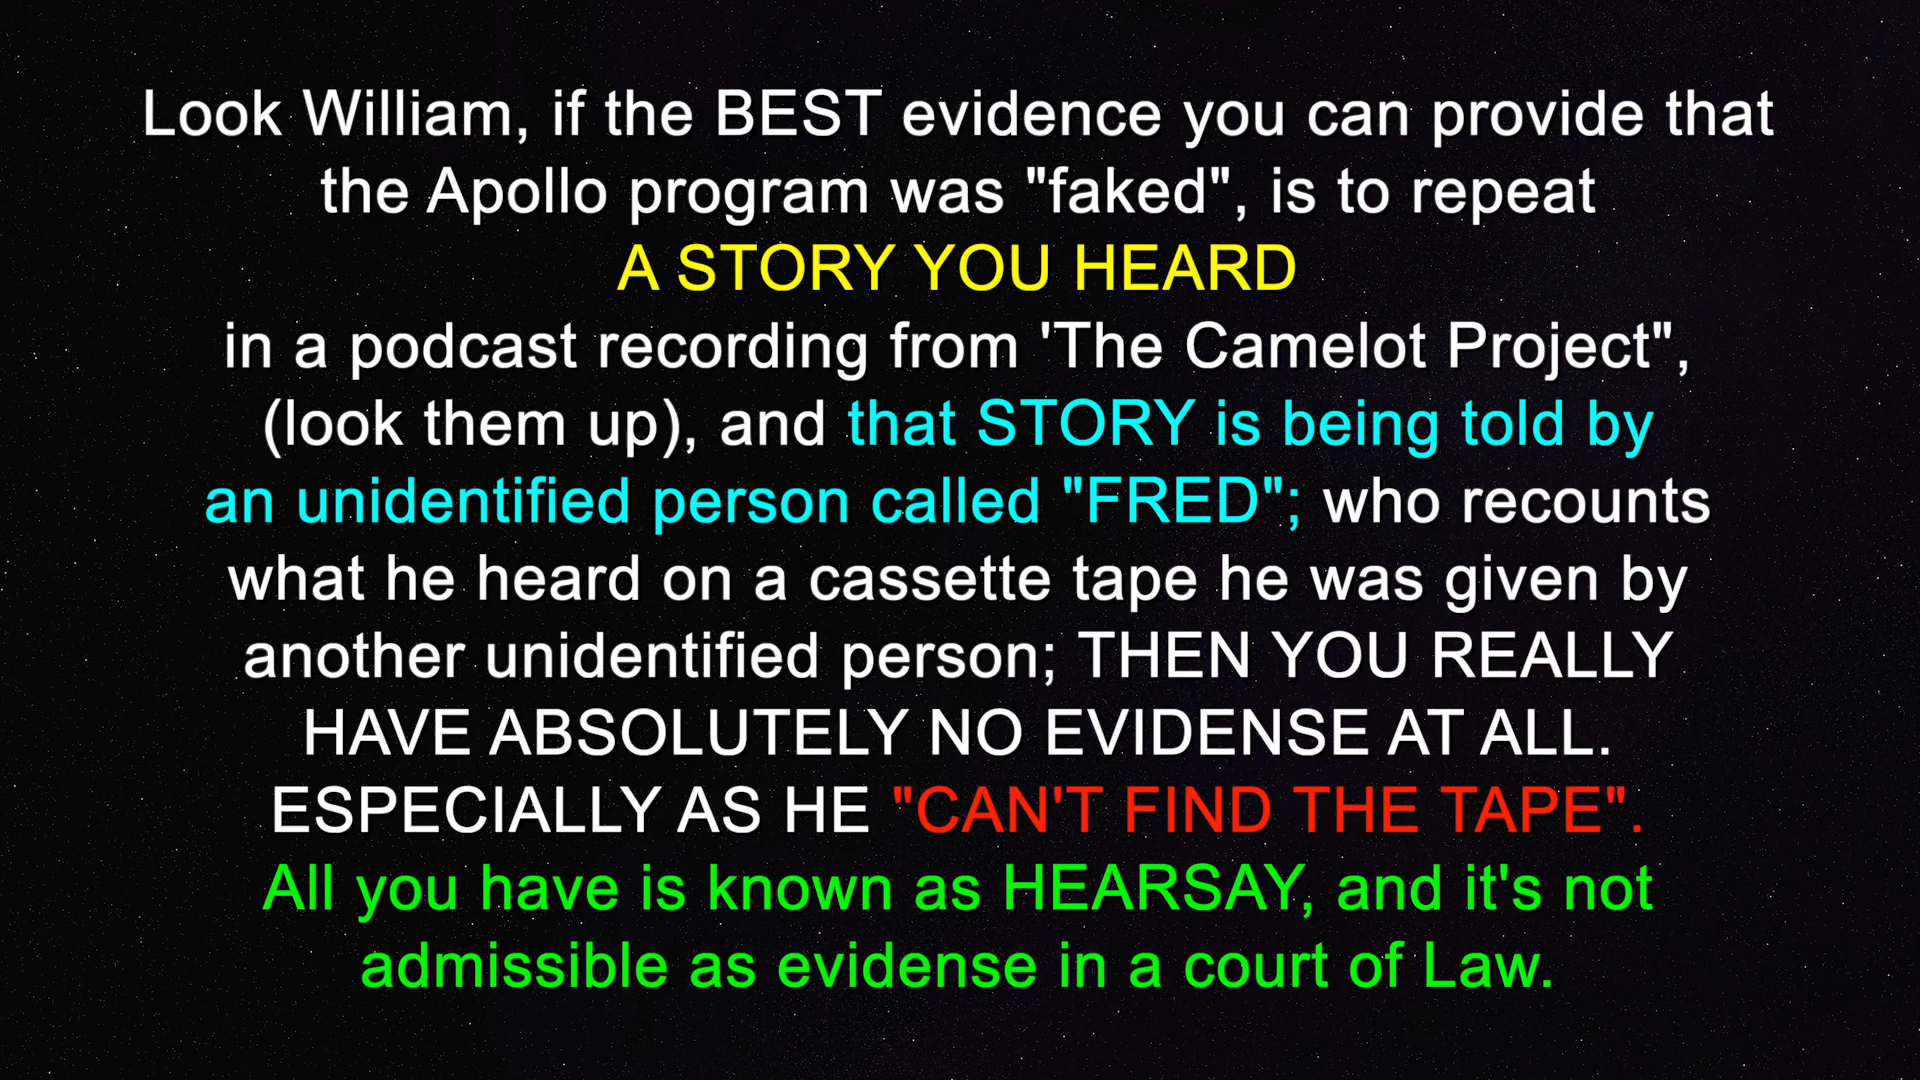 Look William, if the BEST evidence you can provide that
the Apollo program was "faked", is to repeat
A STORY YOU HEARD
in a podcast recording from 'The Camelot Project",
(look them up), and that STORY is being told by
an unidentified person called "FRED"; who recounts
what he heard on a cassette tape he was given by
another unidentified person; THEN YOU REALLY
HAVE ABSOLUTELY NO EVIDENSE AT ALL.
ESPECIALLY AS HE "CAN'T FIND THE TAPE".
All you have is known as HEARSAY, and it's not
admissible as evidense in a court of Law.